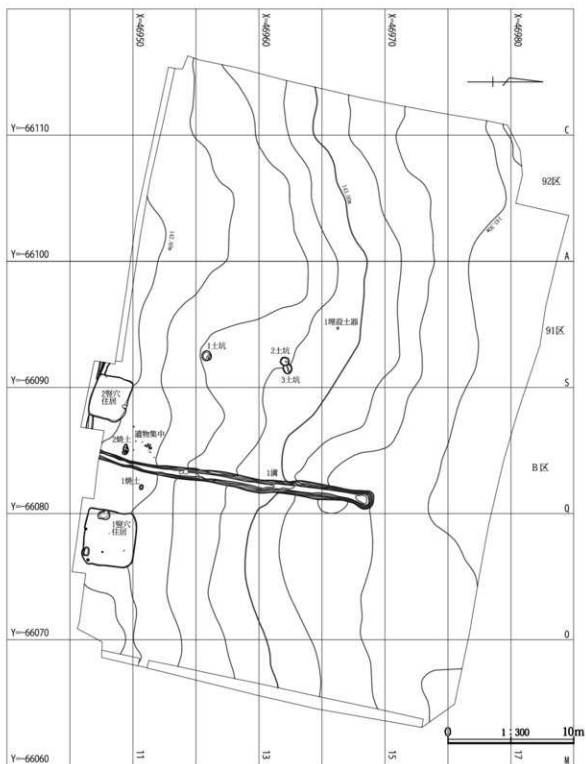 X=46950
X=46960
X=46970
X=46980
Y=-66110
C
92区
Y=-66100
A
1埋設土器
91区
1土坑
2土坑
3土坑
Y=-66090
S
2竪穴
住居
遺物集中
2焼土
1溝
B区
1焼土
Y=-66080
Q
1竪穴
住居
Y=-66070
O
0
1:300
10m
Y=-66060
11
13
15
17
M